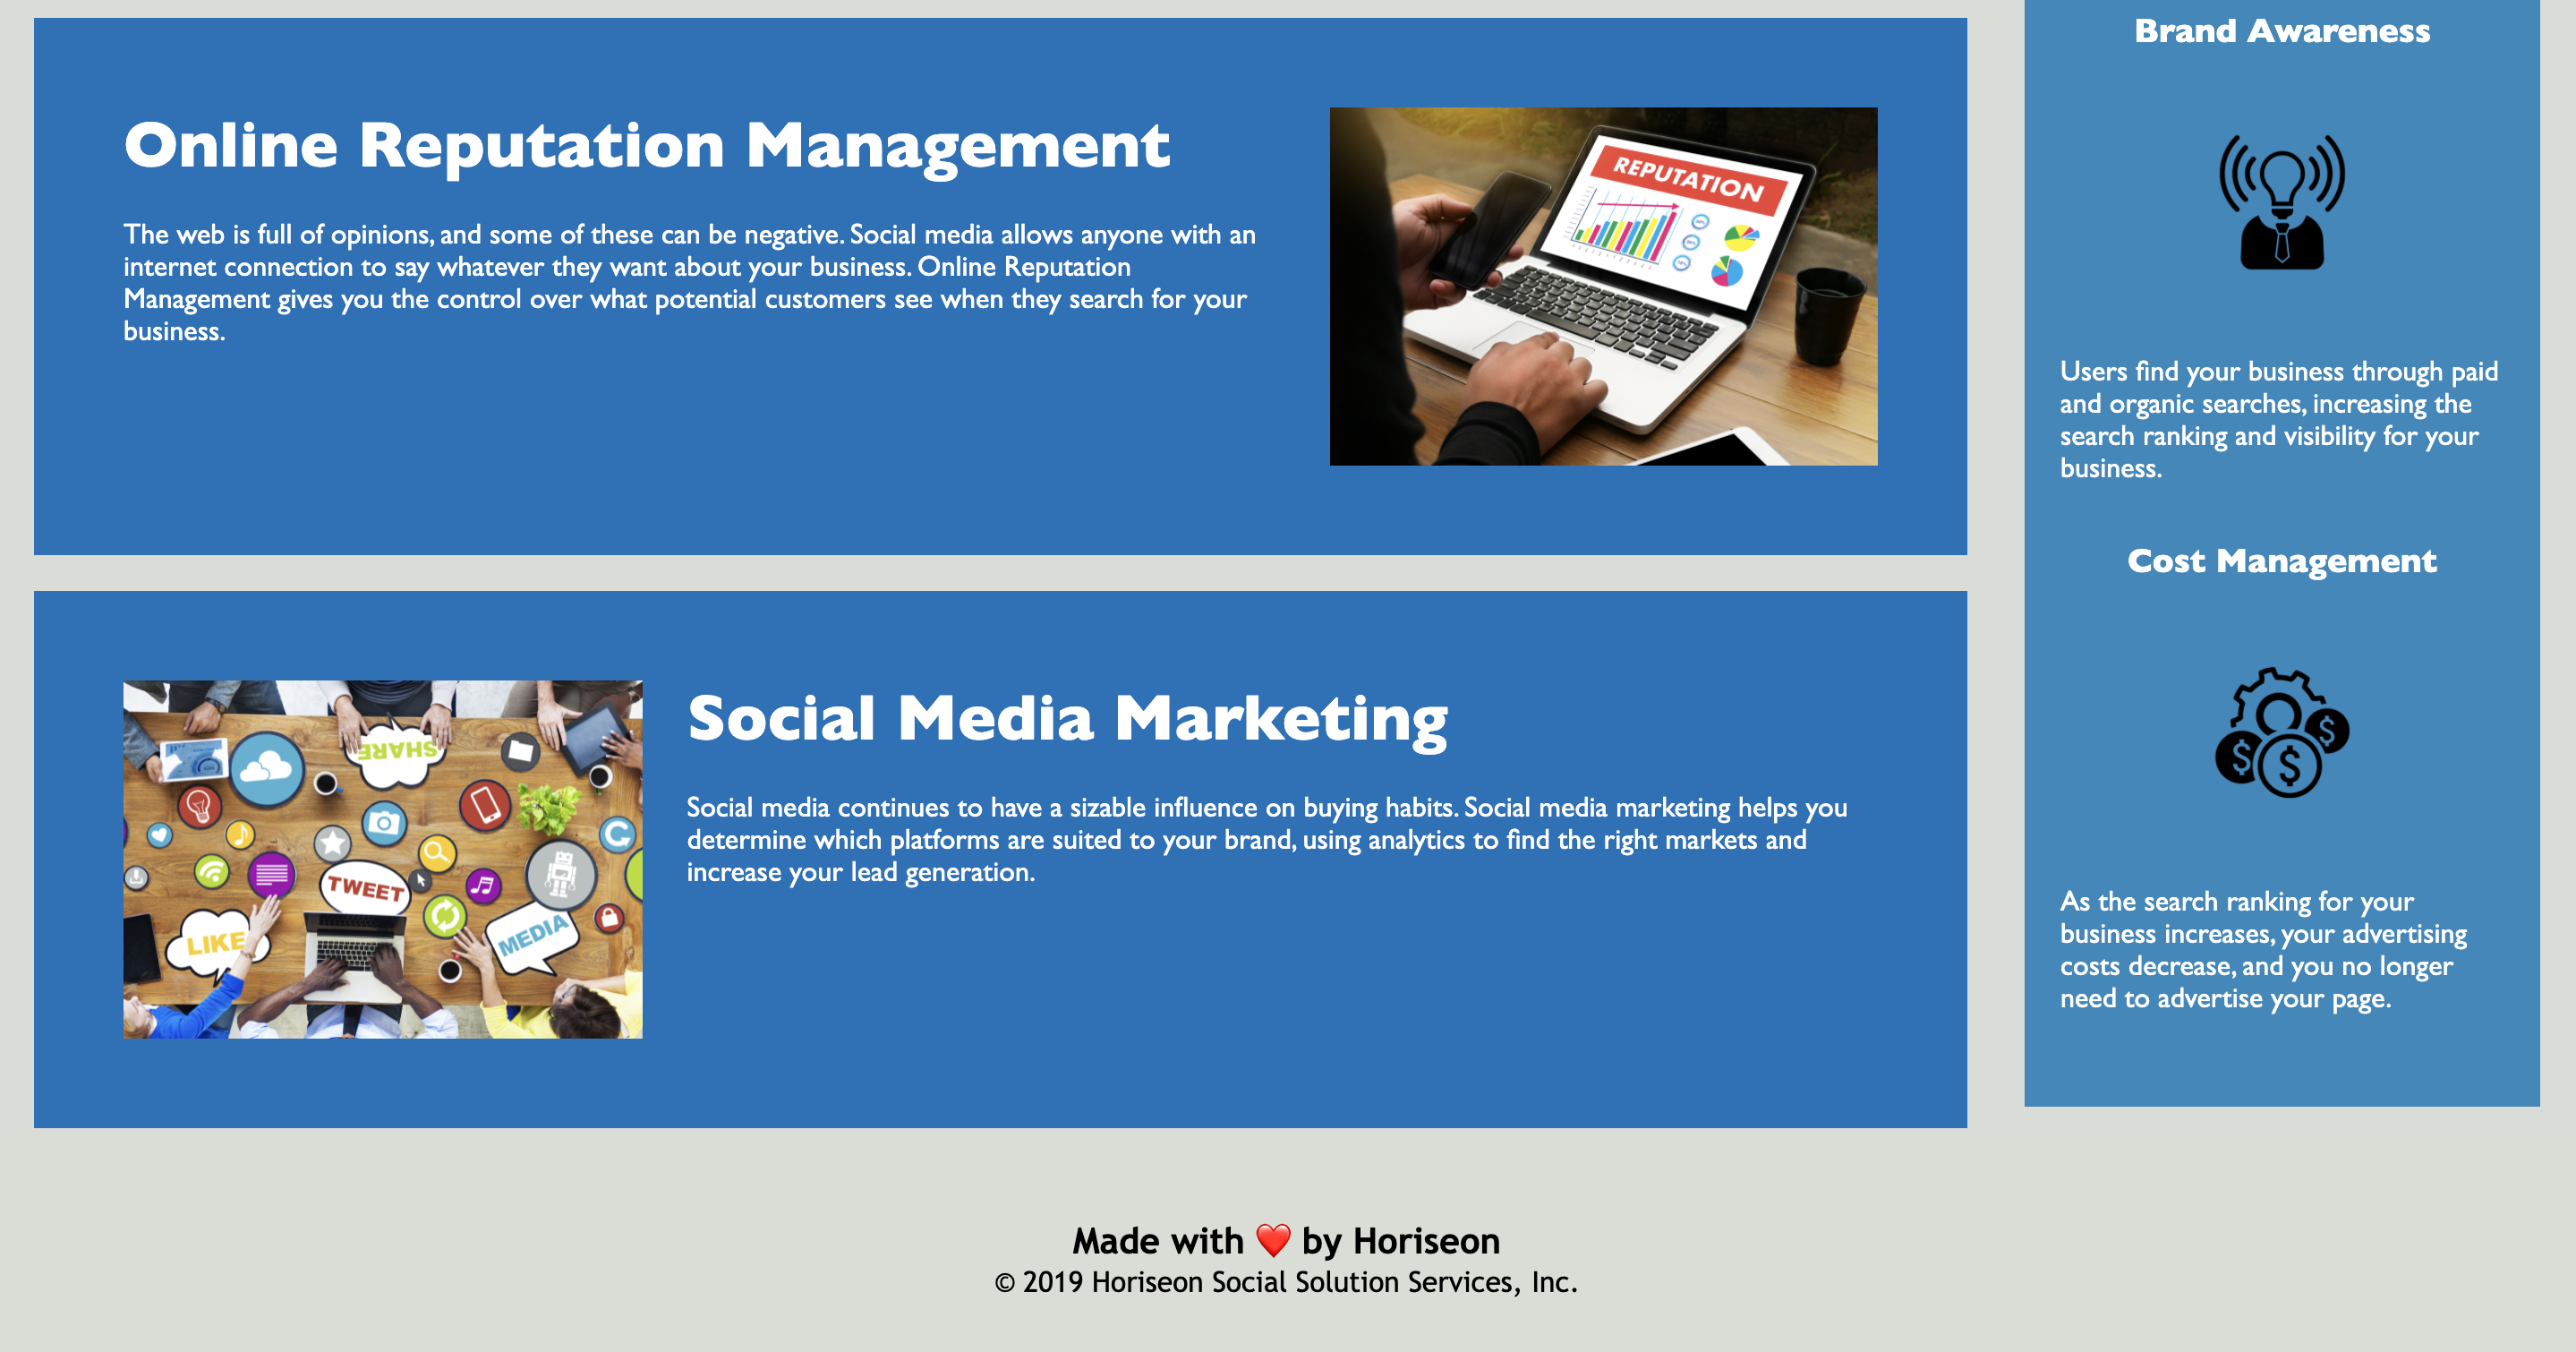 Online Reputation Management
The web is full of opinions, and some of these can be negative. Social media allows anyone with an
internet connection to say whatever they want about your business. Online Reputation
Management gives you the control over what potential customers see when they search for your
business.
REPUTATION
SHARE
TWEET
LIKE
MEDIA
Social Media Marketing
Social media continues to have a sizable influence on buying habits. Social media marketing helps you
determine which platforms are suited to your brand, using analytics to find the right markets and
increase your lead generation.
Brand Awareness
Users find your business through paid
and organic searches, increasing the
search ranking and visibility for your
business.
Cost Management
$ $ $
As the search ranking for your
business increases, your advertising
costs decrease, and you no longer
need to advertise your page.
Made with ❤️ by Horiseon
© 2019 Horiseon Social Solution Services, Inc.